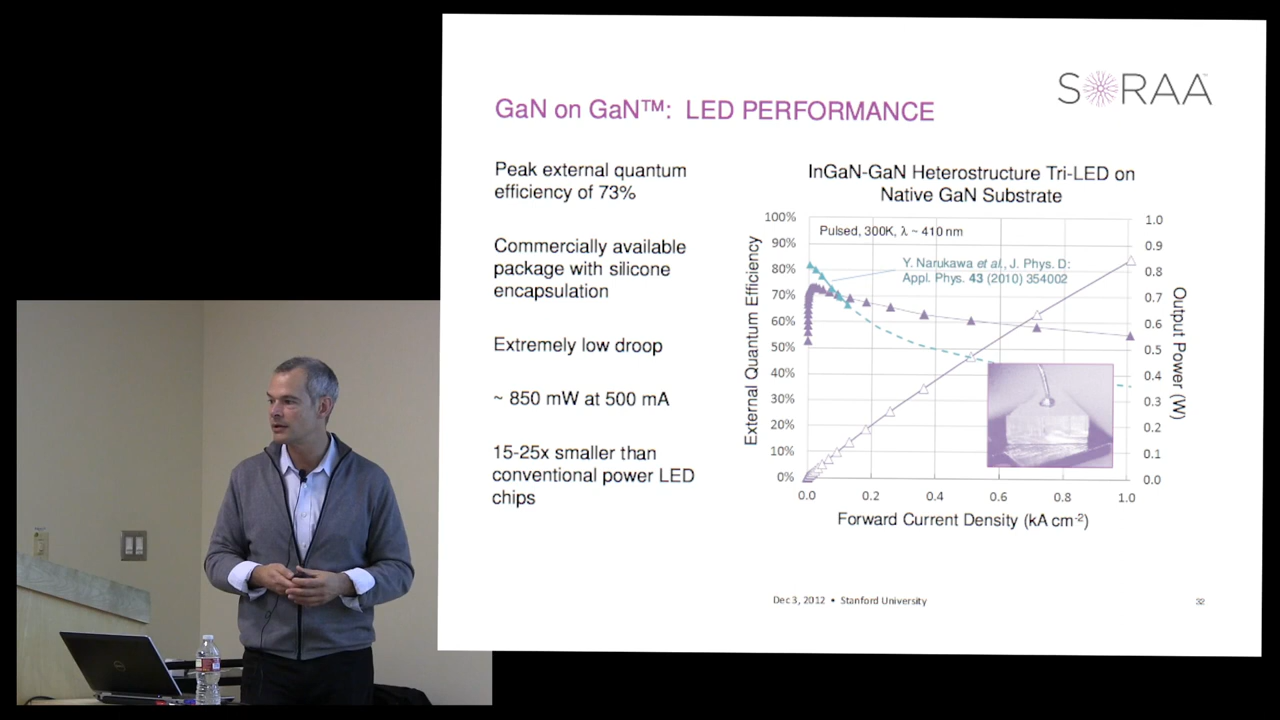 SORAA™
GaN on GaN™: LED PERFORMANCE
Peak external quantum
efficiency of 73%
Commercially available
package with silicone
encapsulation
Extremely low droop
~ 850 mW at 500 mA
15-25x smaller than
conventional power LED
chips
InGaN-GaN Heterostructure Tri-LED on
Native GaN Substrate
Pulsed, 300K, λ ~ 410 nm
Y. Narukawa et al., J. Phys. D:
Appl. Phys. 43 (2010) 354002
External Quantum Efficiency
100%
90%
80%
70%
60%
50%
40%
30%
20%
10%
0%
Output Power (W)
1.0
0.9
0.8
0.7
0.6
0.5
0.4
0.3
0.2
0.1
0.0
0.0 0.2 0.4 0.6 0.8 1.0
Forward Current Density (kA cm-2)
Dec 3, 2012 • Stanford University
32